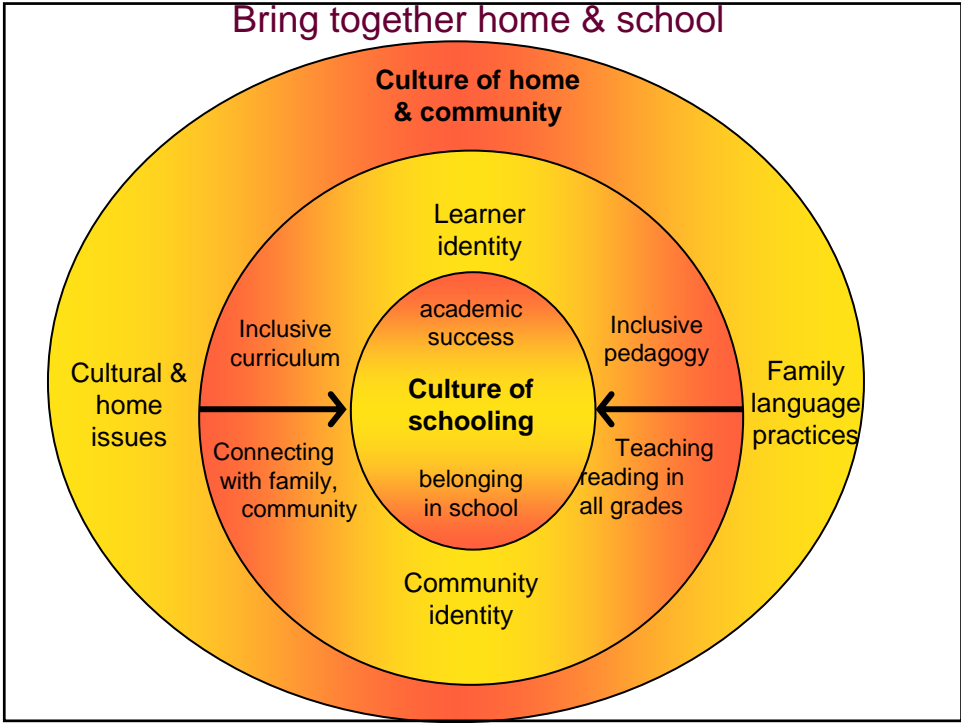 Bring together home & school
Culture of home
& community
Learner
identity
academic
success
Inclusive
curriculum
Inclusive
pedagogy
Cultural &
home
issues
Culture of
schooling
Family
language
practices
Connecting
with family,
community
belonging
in school
Teaching
reading in
all grades
Community
identity